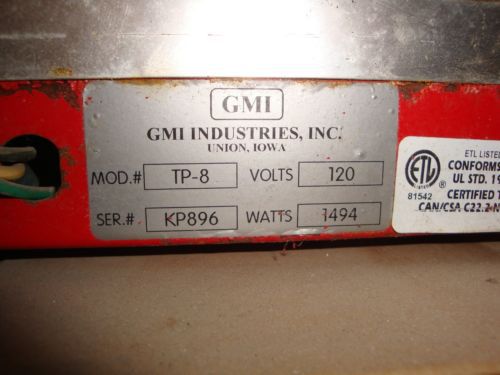 GMI
GMI INDUSTRIES, INC.
UNION, IOWA
MOD.# TP-8 VOLTS 120
SER.# KP896 WATTS 1494
ETL LISTED
CONFORMS
UL STD. 19
ETL
®
81542
CERTIFIED T
CAN/CSA C22.2 N